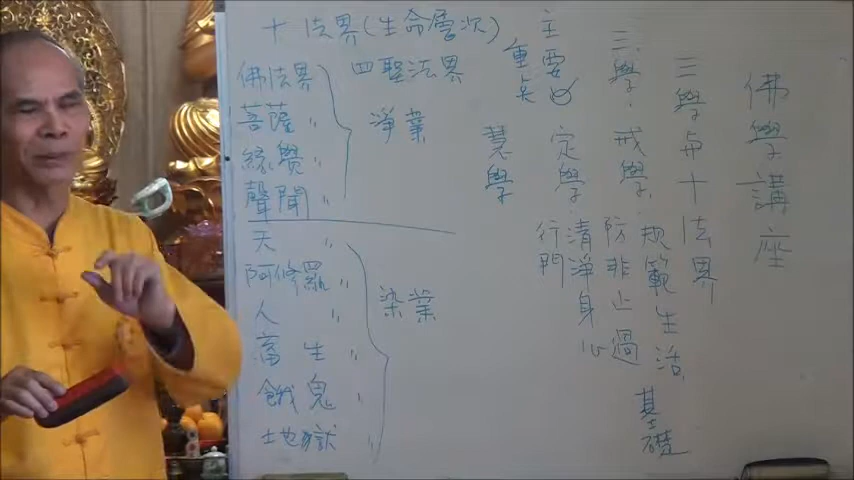 佛學講座
三學與十法界
三學:
主要
重点
戒學
規範生活
防非止過
基礎
定學
清淨身心
行門
慧學
十法界(生命層次)
佛法界
菩薩〃
緣覺〃
聲聞〃
四聖法界
淨業
天〃
阿修羅〃
人〃
畜生〃
餓鬼〃
地獄〃
染業